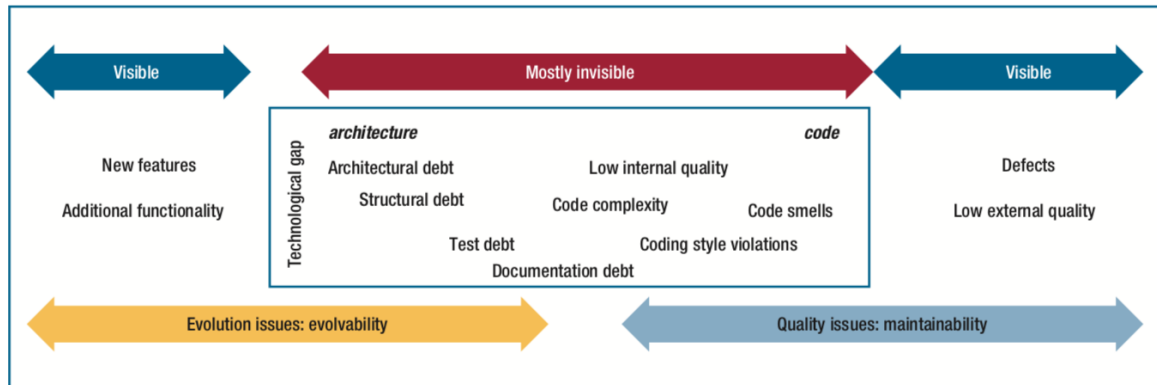 Visible
Mostly invisible
Visible
Technological gap
architecture
code
New features
Architectural debt
Low internal quality
Defects
Additional functionality
Structural debt
Code complexity
Code smells
Low external quality
Test debt
Coding style violations
Documentation debt
Evolution issues: evolvability
Quality issues: maintainability